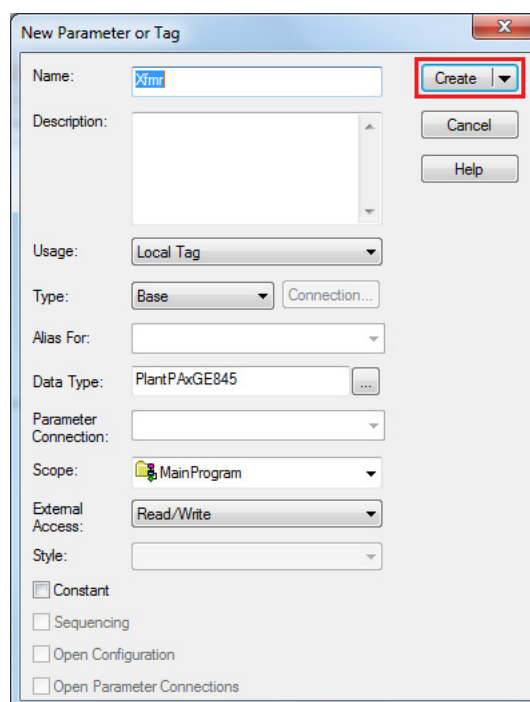 New Parameter or Tag
Name:
Xfmr
Create
Description:
Cancel
Help
Usage:
Local Tag
Type:
Base
Connection...
Alias For:
Data Type:
PlantPAxGE845
...
Parameter
Connection:
Scope:
MainProgram
External
Access:
Read/Write
Style:
Constant
Sequencing
Open Configuration
Open Parameter Connections